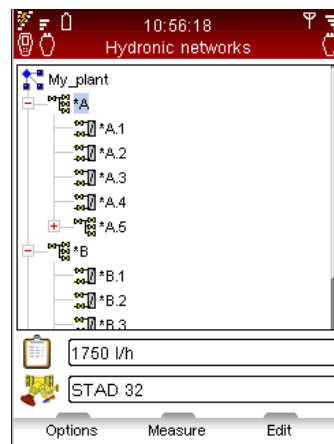 10:56:18
Hydronic networks
My_plant
*A
*A.1
*A.2
*A.3
*A.4
*A.5
*B
*B.1
*B.2
*B.3
1750 l/h
STAD 32
Options Measure Edit